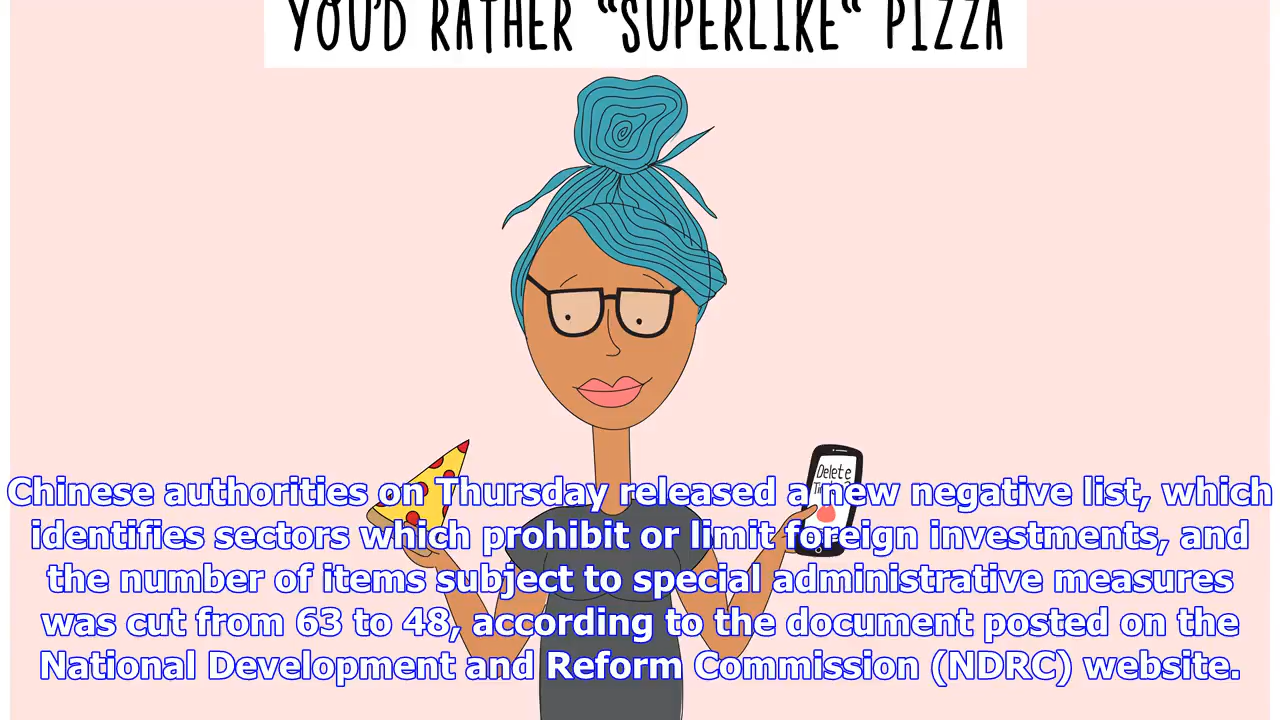 YOU'D RATHER “SUPERLIKE“ PIZZA
Delete
Chinese authorities on Thursday released a new negative list, which
identifies sectors which prohibit or limit foreign investments, and
the number of items subject to special administrative measures
was cut from 63 to 48, according to the document posted on the
National Development and Reform Commission (NDRC) website.